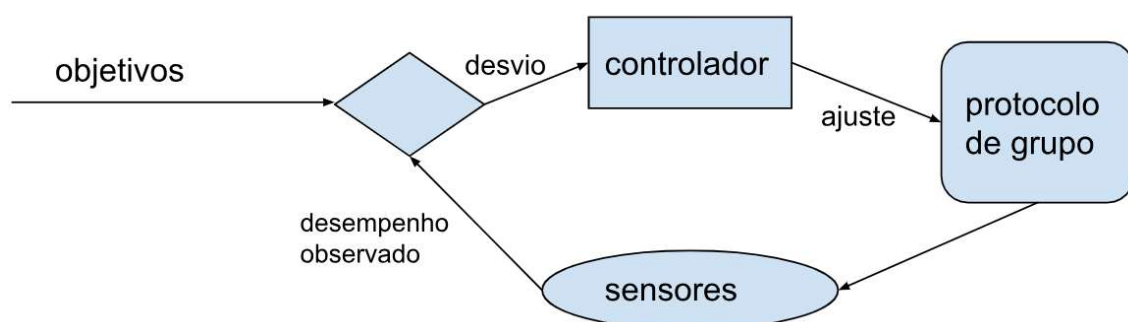 objetivos
desvio
controlador
ajuste
protocolo
de grupo
desempenho
observado
sensores